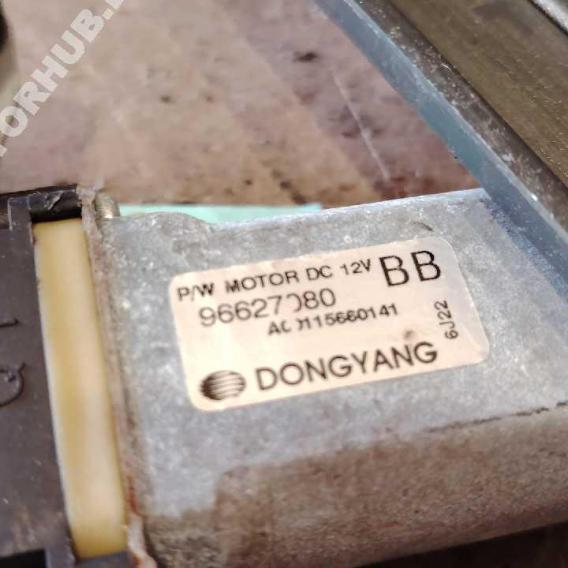 P/W MOTOR DC 12V BB
96627080
6J22
DONGYANG